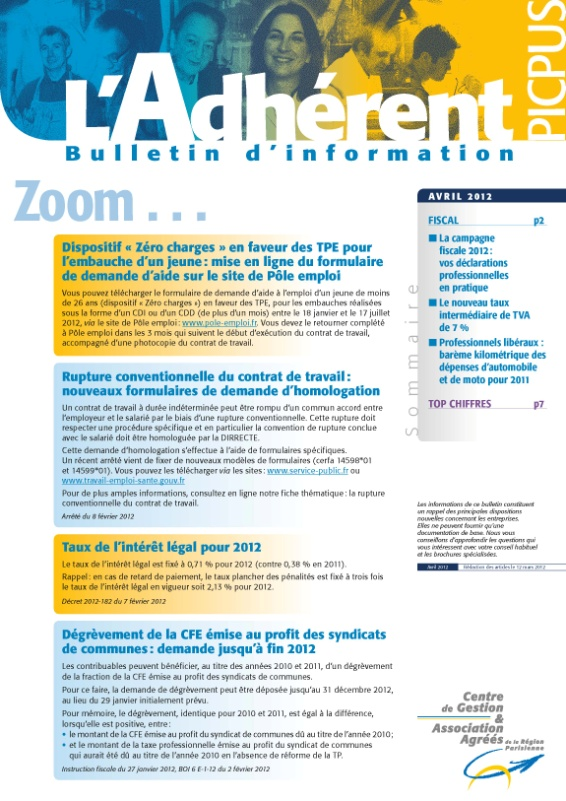 L'Adhérent
PICPUS
Bulletin d'information
Zoom . . .
Dispositif « Zéro charges » en faveur des TPE pour
l'embauche d'un jeune : mise en ligne du formulaire
de demande d'aide sur le site de Pôle emploi
Vous pouvez télécharger le formulaire de demande d'aide à l'emploi d'un jeune de moins
de 26 ans (dispositif « Zéro charges ») en faveur des TPE, pour les embauches réalisées
sous la forme d'un CDI ou d'un CDD (de plus d'un mois) entre le 18 janvier et le 17 juillet
2012, via le site de Pôle emploi : www.pole-emploi.fr. Vous devez le retourner complété
à Pôle emploi dans les 3 mois qui suivent le début d'exécution du contrat de travail,
accompagné d'une photocopie du contrat de travail.
Rupture conventionnelle du contrat de travail :
nouveaux formulaires de demande d'homologation
Un contrat de travail à durée indéterminée peut être rompu d'un commun accord entre
l'employeur et le salarié par le biais d'une rupture conventionnelle. Cette rupture doit
respecter une procédure spécifique et en particulier la convention de rupture conclue
avec le salarié doit être homologuée par la DIRRECTE.
Cette demande d'homologation s'effectue à l'aide de formulaires spécifiques.
Un récent arrêté vient de fixer de nouveaux modèles de formulaires (cerfa 14598*01
et 14599*01). Vous pouvez les télécharger via les sites : www.service-public.fr ou
www.travail-emploi-sante.gouv.fr
Pour de plus amples informations, consultez en ligne notre fiche thématique : la rupture
conventionnelle du contrat de travail.
Arrêté du 8 février 2012
Taux de l'intérêt légal pour 2012
Le taux de l'intérêt légal est fixé à 0,71 % pour 2012 (contre 0,38 % en 2011).
Rappel : en cas de retard de paiement, le taux plancher des pénalités est fixé à trois fois
le taux de l'intérêt légal en vigueur soit 2,13 % pour 2012.
Décret 2012-182 du 7 février 2012
Dégrèvement de la CFE émise au profit des syndicats
de communes : demande jusqu'à fin 2012
Les contribuables peuvent bénéficier, au titre des années 2010 et 2011, d'un dégrèvement
de la fraction de la CFE émise au profit des syndicats de communes.
Pour ce faire, la demande de dégrèvement peut être déposée jusqu'au 31 décembre 2012,
au lieu du 29 janvier initialement prévu.
Pour mémoire, le dégrèvement, identique pour 2010 et 2011, est égal à la différence,
lorsqu'elle est positive, entre :
• le montant de la CFE émise au profit du syndicat de communes dû au titre de l'année 2010 ;
• et le montant de la taxe professionnelle émise au profit du syndicat de communes
qui aurait été dû au titre de l'année 2010 en l'absence de réforme de la TP.
Instruction fiscale du 27 janvier 2012, BOI 6 E-1-12 du 2 février 2012
Sommaire
AVRIL 2012
FISCAL p2
■ La campagne
fiscale 2012 :
vos déclarations
professionnelles
en pratique
■ Le nouveau taux
intermédiaire de TVA
de 7 %
■ Professionnels libéraux :
barème kilométrique des
dépenses d'automobile
et de moto pour 2011
TOP CHIFFRES p7
Les informations de ce bulletin constituent
un rappel des principales dispositions
nouvelles concernant les entreprises.
Elles ne peuvent fournir qu'une
documentation de base. Nous vous
conseillons d'approfondir les questions qui
vous intéressent avec votre conseil habituel
et les brochures spécialisées.
Avril 2012 Rédaction des articles le 12 mars 2012
Centre
de Gestion
&
Association
Agréés de la Région
Parisienne